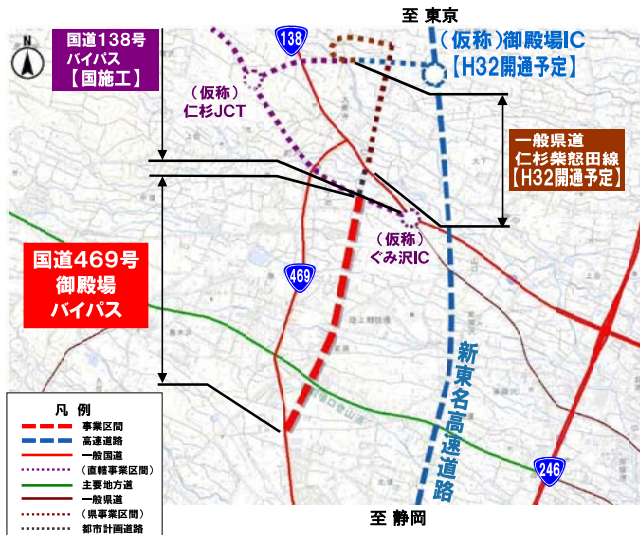 至 東京
N
国道138号
バイパス
【国施工】
138
(仮称)御殿場IC
【H32開通予定】
(仮称)
仁杉JCT
一般県道
仁杉柴怒田線
【H32開通予定】
(仮称)
ぐみ沢IC
国道469号
御殿場
バイパス
469
新東名高速道路
246
凡 例
事業区間
高速道路
一般国道
(直轄事業区間)
主要地方道
一般県道
(県事業区間)
都市計画道路
至 静岡